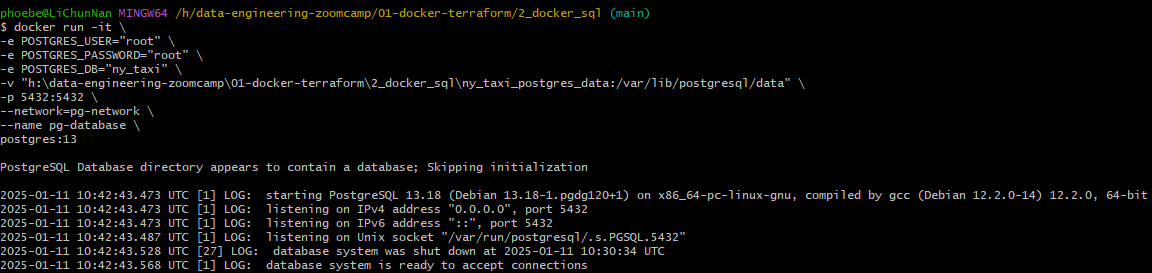 phoebe@LiChunNan MINGW64 /h/data-engineering-zoomcamp/01-docker-terraform/2_docker_sql (main)
$ docker run -it \
-e POSTGRES_USER="root" \
-e POSTGRES_PASSWORD="root" \
-e POSTGRES_DB="ny_taxi" \
-v "h:\data-engineering-zoomcamp\01-docker-terraform\2_docker_sql\ny_taxi_postgres_data:/var/lib/postgresql/data" \
-p 5432:5432 \
--network=pg-network \
--name pg-database \
postgres:13
PostgreSQL Database directory appears to contain a database; Skipping initialization
2025-01-11 10:42:43.473 UTC [1] LOG:  starting PostgreSQL 13.18 (Debian 13.18-1.pgdg120+1) on x86_64-pc-linux-gnu, compiled by gcc (Debian 12.2.0-14) 12.2.0, 64-bit
2025-01-11 10:42:43.473 UTC [1] LOG:  listening on IPv4 address "0.0.0.0", port 5432
2025-01-11 10:42:43.473 UTC [1] LOG:  listening on IPv6 address "::", port 5432
2025-01-11 10:42:43.487 UTC [1] LOG:  listening on Unix socket "/var/run/postgresql/.s.PGSQL.5432"
2025-01-11 10:42:43.528 UTC [27] LOG:  database system was shut down at 2025-01-11 10:30:34 UTC
2025-01-11 10:42:43.568 UTC [1] LOG:  database system is ready to accept connections